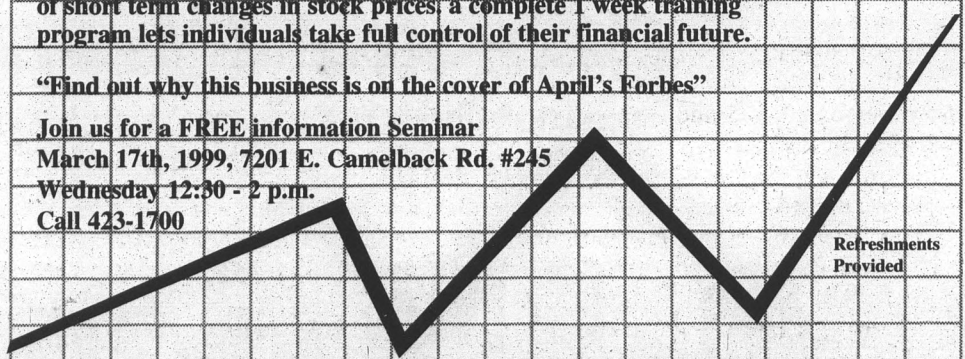 of short term changes in stock prices, a complete 1 week training
program lets individuals take full control of their financial future.
“Find out why this business is on the cover of April's Forbes”
Join us for a FREE information Seminar
March 17th, 1999, 7201 E. Camelback Rd. #245
Wednesday 12:30 - 2 p.m.
Call 423-1700
Refreshments
Provided